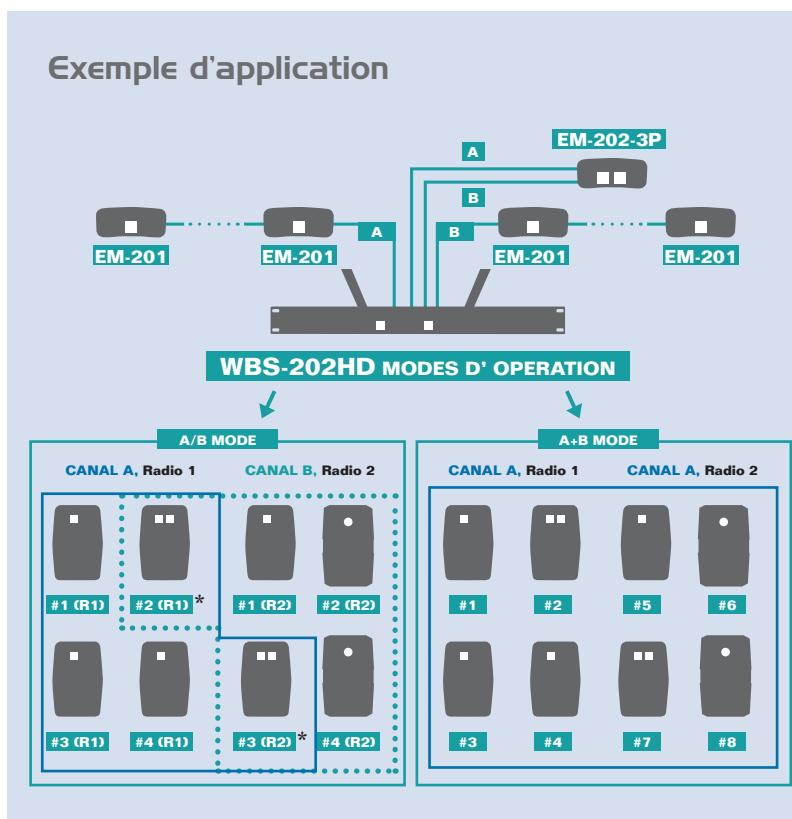 Exemple d'application
EM-202-3P
A
B
A
B
EM-201
EM-201
EM-201
EM-201
WBS-202HD MODES D' OPERATION
A/B MODE
A+B MODE
CANAL A, Radio 1
CANAL B, Radio 2
CANAL A, Radio 1
CANAL A, Radio 2
#1 (R1)
#2 (R1)*
#1 (R2)
#2 (R2)
#1
#2
#5
#6
#3 (R1)
#4 (R1)
#3 (R2)*
#4 (R2)
#3
#4
#7
#8